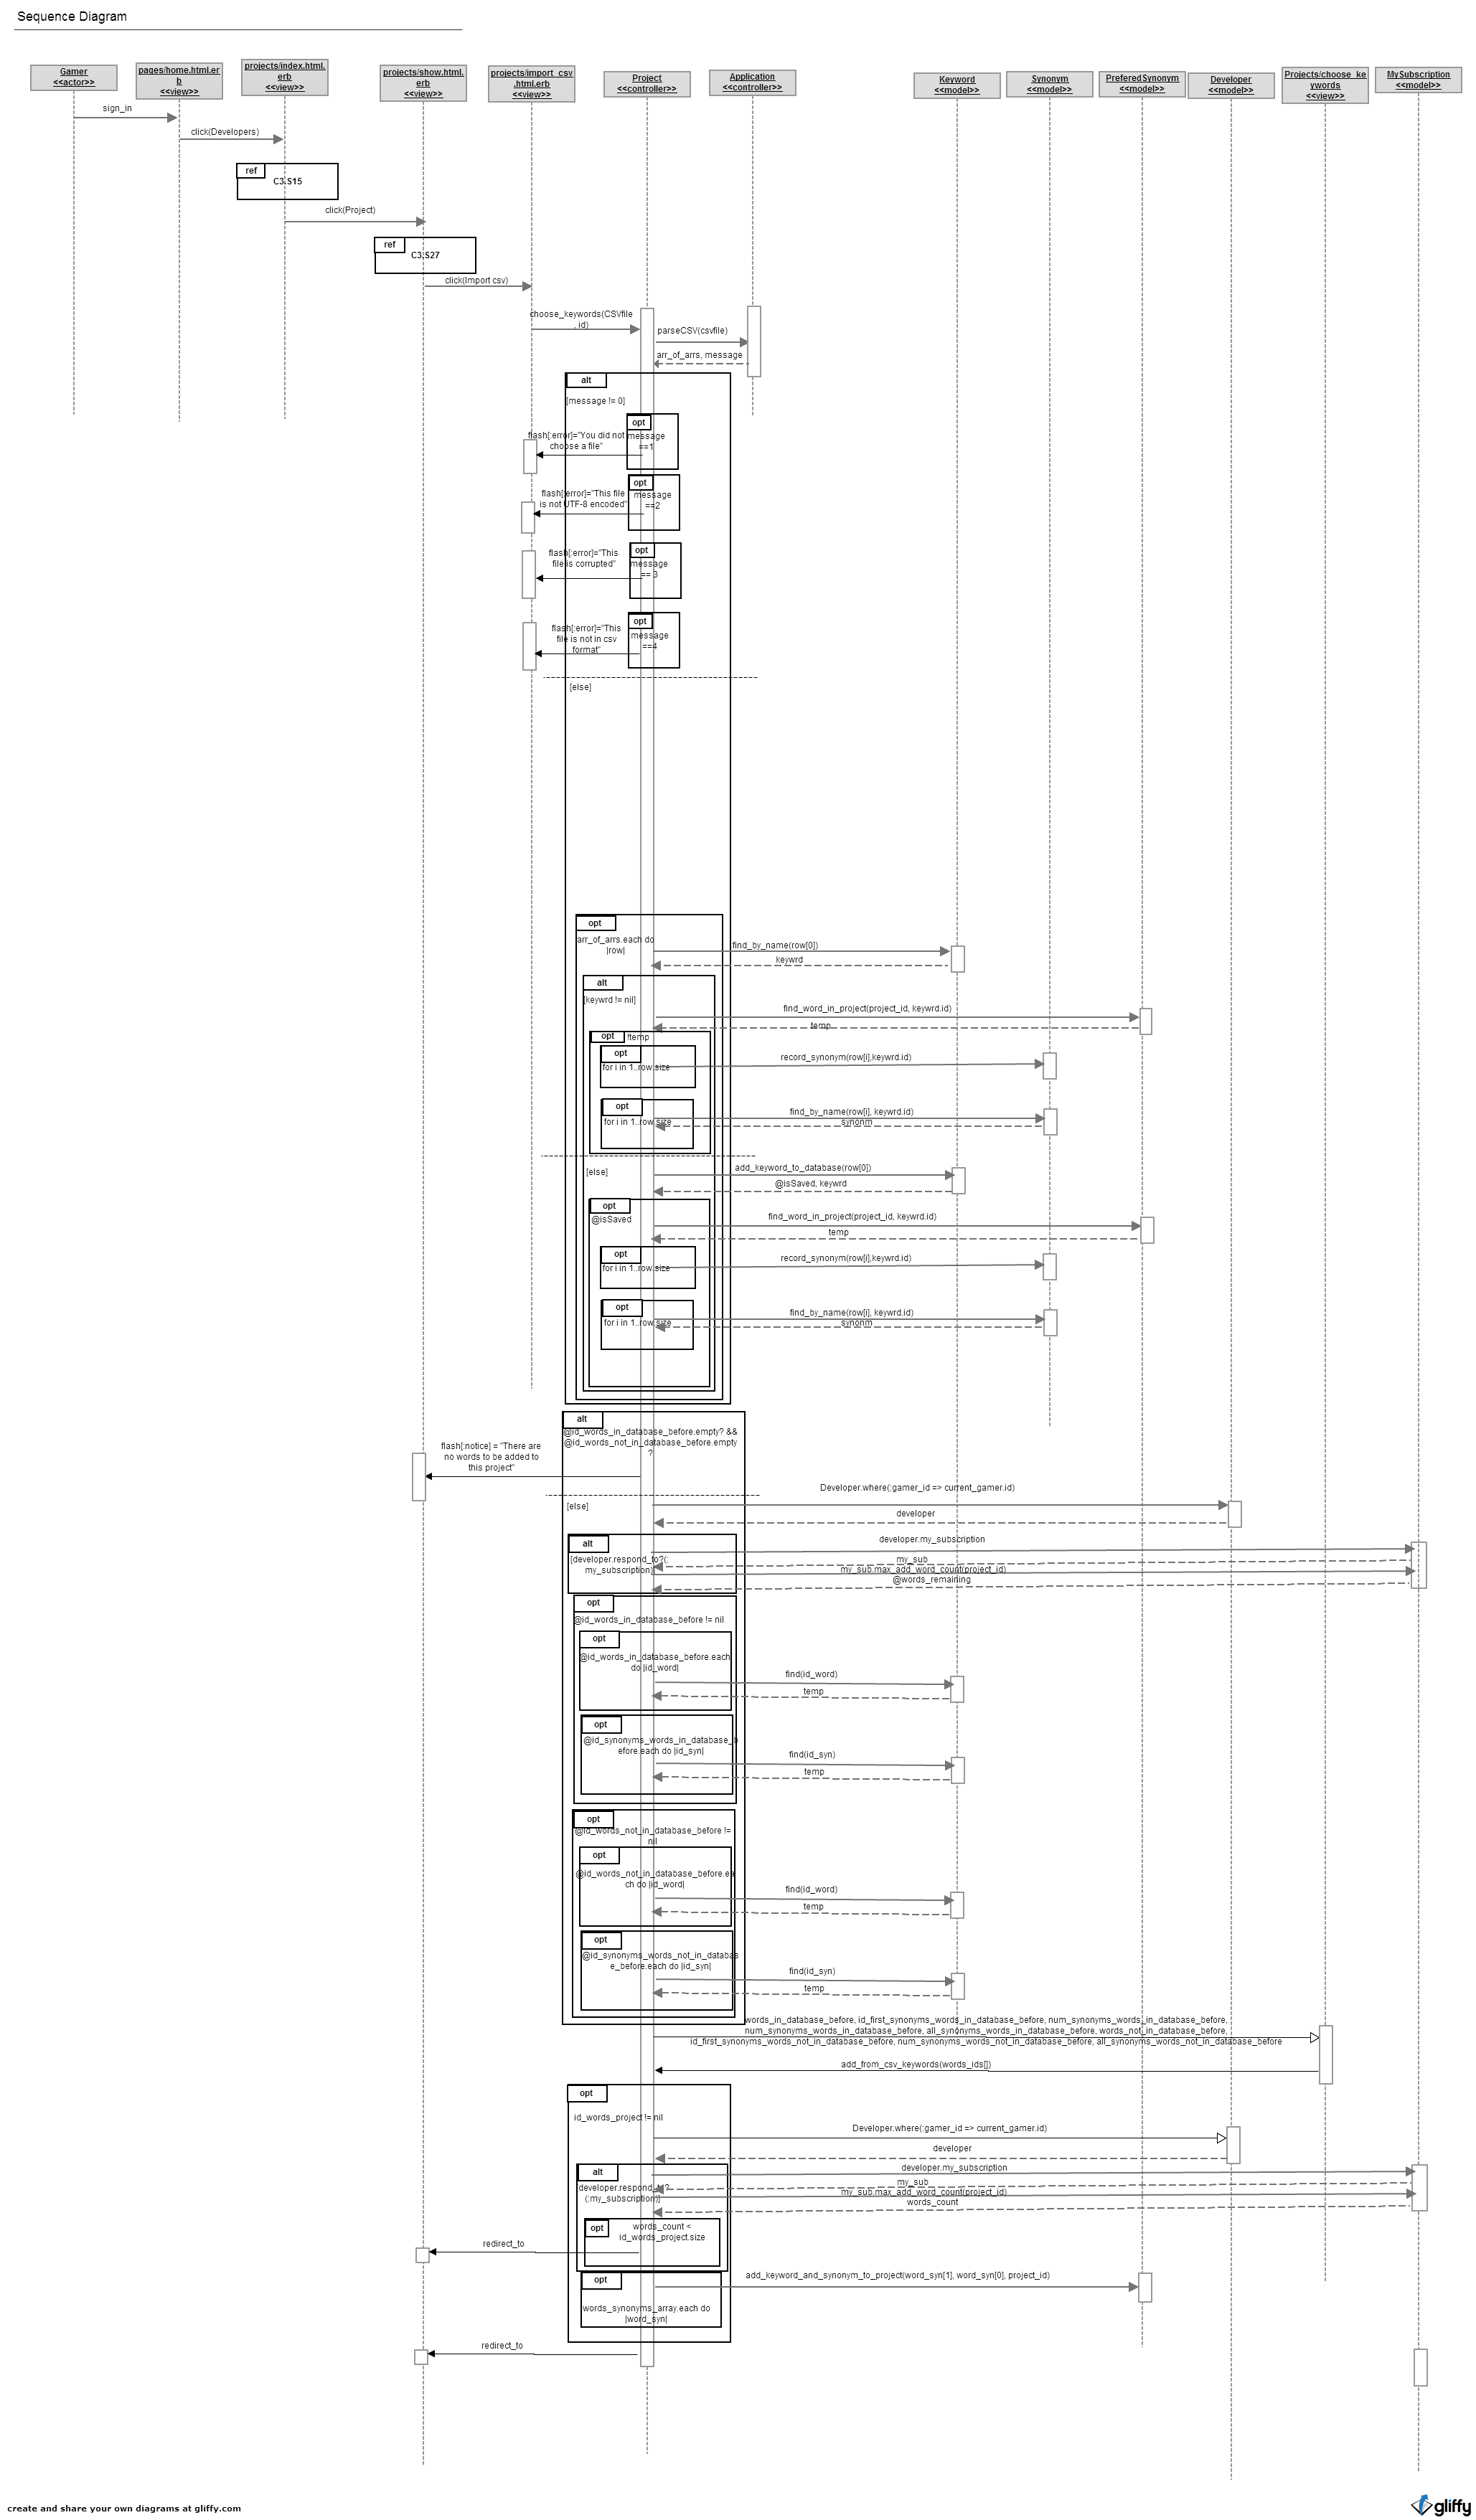 Sequence Diagram
Gamer
<<actor>>
pages/home.html.er
b
<<view>>
projects/index.html.
erb
<<view>>
projects/show.html.
erb
<<view>>
projects/import_csv
.html.erb
<<view>>
Project
<<controller>>
Application
<<controller>>
Keyword
<<model>>
Synonym
<<model>>
PreferedSynonym
<<model>>
Developer
<<model>>
Projects/choose_ke
ywords
<<view>>
MySubscription
<<model>>
sign_in
click(Developers)
ref
C3.S15
click(Project)
ref
C3.S27
click(Import csv)
choose_keywords(CSVfile
, id)
parseCSV(csvfile)
arr_of_arrs, message
alt
[message != 0]
opt
flash[:error]="You did not
choose a file"
message
==1
opt
flash[:error]="This file
is not UTF-8 encoded"
message
==2
opt
flash[:error]="This
file is corrupted"
message
== 3
opt
flash[:error]="This
file is not in csv
format"
message
==4
[else]
opt
arr_of_arrs.each do
|row|
find_by_name(row[0])
keywrd
alt
[keywrd != nil]
find_word_in_project(project_id, keywrd.id)
temp
opt
!temp
opt
for i in 1..row.size
record_synonym(row[i],keywrd.id)
opt
for i in 1..row.size
find_by_name(row[i], keywrd.id)
synonm
[else]
add_keyword_to_database(row[0])
@isSaved, keywrd
opt
@isSaved
find_word_in_project(project_id, keywrd.id)
temp
opt
for i in 1..row.size
record_synonym(row[i],keywrd.id)
opt
for i in 1..row.size
find_by_name(row[i], keywrd.id)
synonm
alt
@id_words_in_database_before.empty? &&
@id_words_not_in_database_before.empty
?
flash[:notice] = "There are
no words to be added to
this project"
[else]
Developer.where(:gamer_id => current_gamer.id)
developer
alt
[developer.respond_to?(:
my_subscription)]
developer.my_subscription
my_sub
my_sub.max_add_word_count(project_id)
@words_remaining
opt
@id_words_in_database_before != nil
opt
@id_words_in_database_before.each
do |id_word|
find(id_word)
temp
opt
@id_synonyms_words_in_database_b
efore.each do |id_syn|
find(id_syn)
temp
opt
@id_words_not_in_database_before !=
nil
opt
@id_words_not_in_database_before.ea
ch do |id_word|
find(id_word)
temp
opt
@id_synonyms_words_not_in_databas
e_before.each do |id_syn|
find(id_syn)
temp
words_in_database_before, id_first_synonyms_words_in_database_before, num_synonyms_words_in_database_before,
num_synonyms_words_in_database_before, all_synonyms_words_in_database_before, words_not_in_database_before,
id_first_synonyms_words_not_in_database_before, num_synonyms_words_not_in_database_before, all_synonyms_words_not_in_database_before
add_from_csv_keywords(words_ids[])
opt
id_words_project != nil
Developer.where(:gamer_id => current_gamer.id)
developer
alt
developer.respond_to?
(:my_subscription)]
developer.my_subscription
my_sub
my_sub.max_add_word_count(project_id)
words_count
opt
words_count <
id_words_project.size
redirect_to
opt
words_synonyms_array.each do
|word_syn|
add_keyword_and_synonym_to_project(word_syn[1], word_syn[0], project_id)
redirect_to
create and share your own diagrams at gliffy.com
gliffy